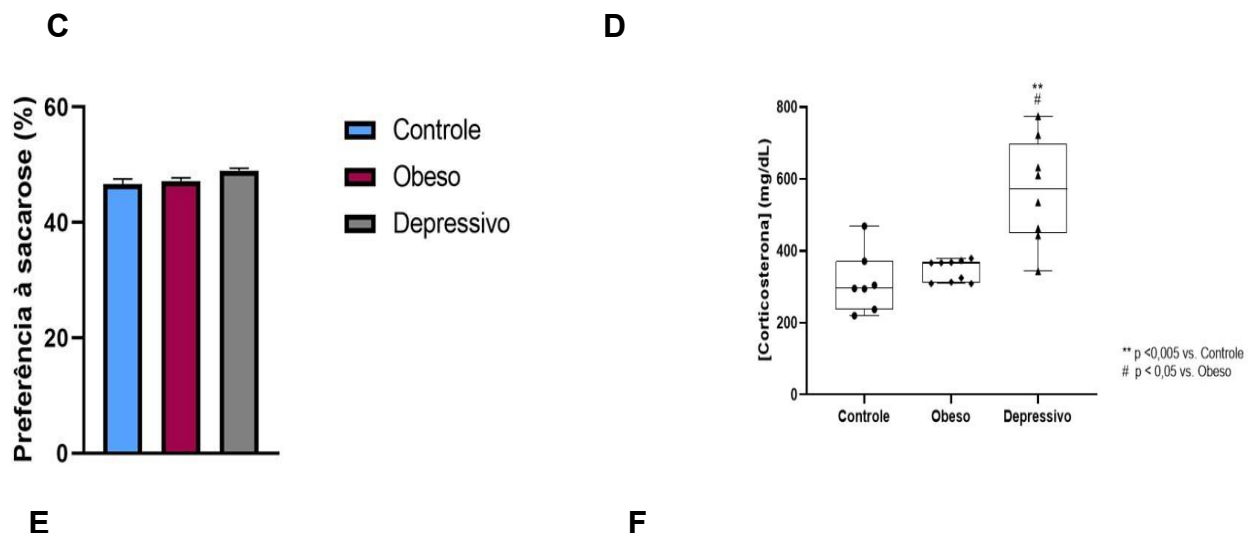 C
D
Preferência à sacarose (%)
60
40
20
0
Controle
Obeso
Depressivo
[Corticosterona] (mg/dL)
800
600
400
200
0
**
#
Controle
Obeso
Depressivo
** p <0,005 vs. Controle
# p < 0,05 vs. Obeso
E
F